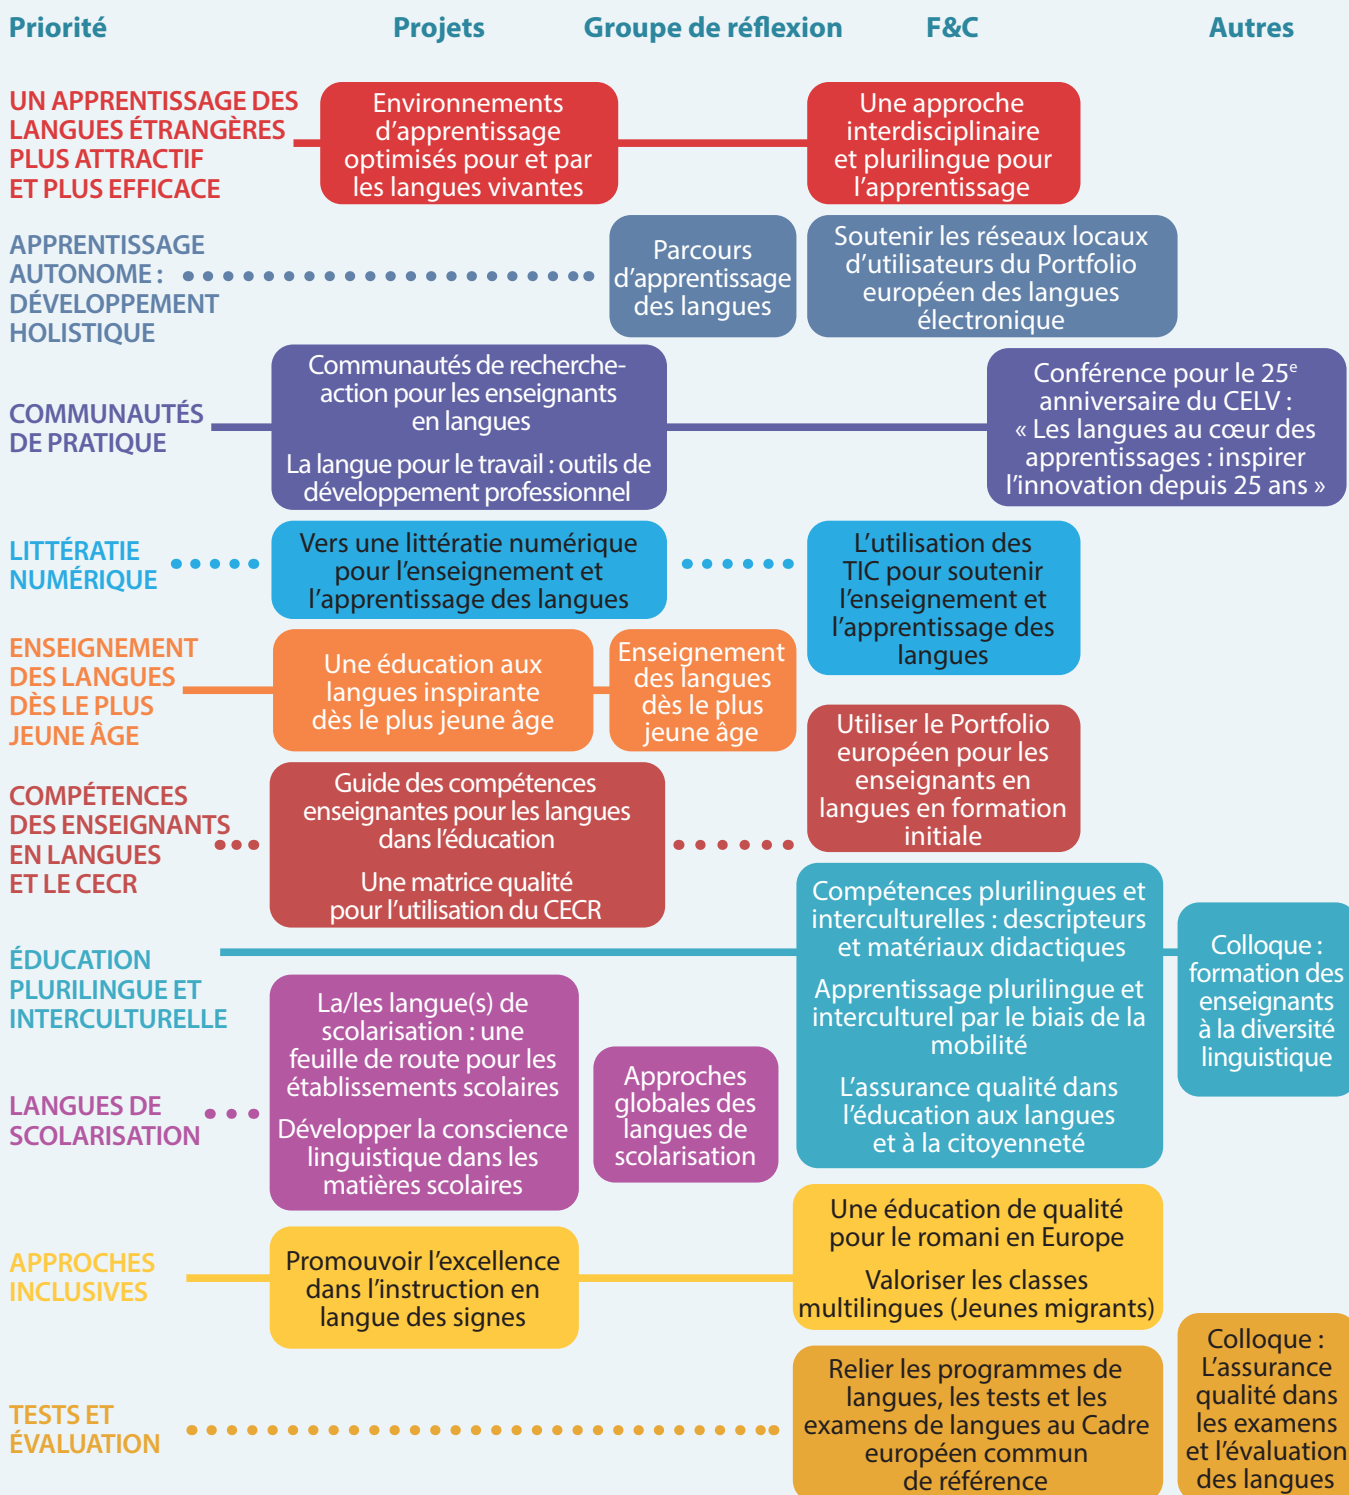 Priorité
Projets
Groupe de réflexion
F&C
Autres
UN APPRENTISSAGE DES
LANGUES ÉTRANGÈRES
PLUS ATTRACTIF
ET PLUS EFFICACE
Environnements
d'apprentissage
optimisés pour et par
les langues vivantes
Une approche
interdisciplinaire
et plurilingue pour
l'apprentissage
APPRENTISSAGE
AUTONOME :
DÉVELOPPEMENT
HOLISTIQUE
Parcours
d'apprentissage
des langues
Soutenir les réseaux locaux
d'utilisateurs du Portfolio
européen des langues
électronique
COMMUNAUTÉS
DE PRATIQUE
Communautés de recherche-
action pour les enseignants
en langues
La langue pour le travail : outils de
développement professionnel
Conférence pour le 25e
anniversaire du CELV :
« Les langues au cœur des
apprentissages : inspirer
l'innovation depuis 25 ans »
LITTÉRATIE
NUMÉRIQUE
Vers une littératie numérique
pour l'enseignement et
l'apprentissage des langues
L'utilisation des
TIC pour soutenir
l'enseignement et
l'apprentissage des
langues
ENSEIGNEMENT
DES LANGUES
DÈS LE PLUS
JEUNE ÂGE
Une éducation aux
langues inspirante
dès le plus jeune âge
Enseignement
des langues
dès le plus
jeune âge
COMPÉTENCES
DES ENSEIGNANTS
EN LANGUES
ET LE CECR
Guide des compétences
enseignantes pour les langues
dans l'éducation
Une matrice qualité
pour l'utilisation du CECR
Utiliser le Portfolio
européen pour les
enseignants en
langues en formation
initiale
ÉDUCATION
PLURILINGUE ET
INTERCULTURELLE
Compétences plurilingues et
interculturelles : descripteurs
et matériaux didactiques
Apprentissage plurilingue et
interculturel par le biais de la
mobilité
L'assurance qualité dans
l'éducation aux langues
et à la citoyenneté
Colloque :
formation des
enseignants
à la diversité
linguistique
LANGUES DE
SCOLARISATION
La/les langue(s) de
scolarisation : une
feuille de route pour les
établissements scolaires
Développer la conscience
linguistique dans les
matières scolaires
Approches
globales des
langues de
scolarisation
APPROCHES
INCLUSIVES
Promouvoir l'excellence
dans l'instruction en
langue des signes
Une éducation de qualité
pour le romani en Europe
Valoriser les classes
multilingues (Jeunes migrants)
TESTS ET
ÉVALUATION
Relier les programmes de
langues, les tests et les
examens de langues au Cadre
européen commun
de référence
Colloque :
L'assurance
qualité dans
les examens
et l'évaluation
des langues